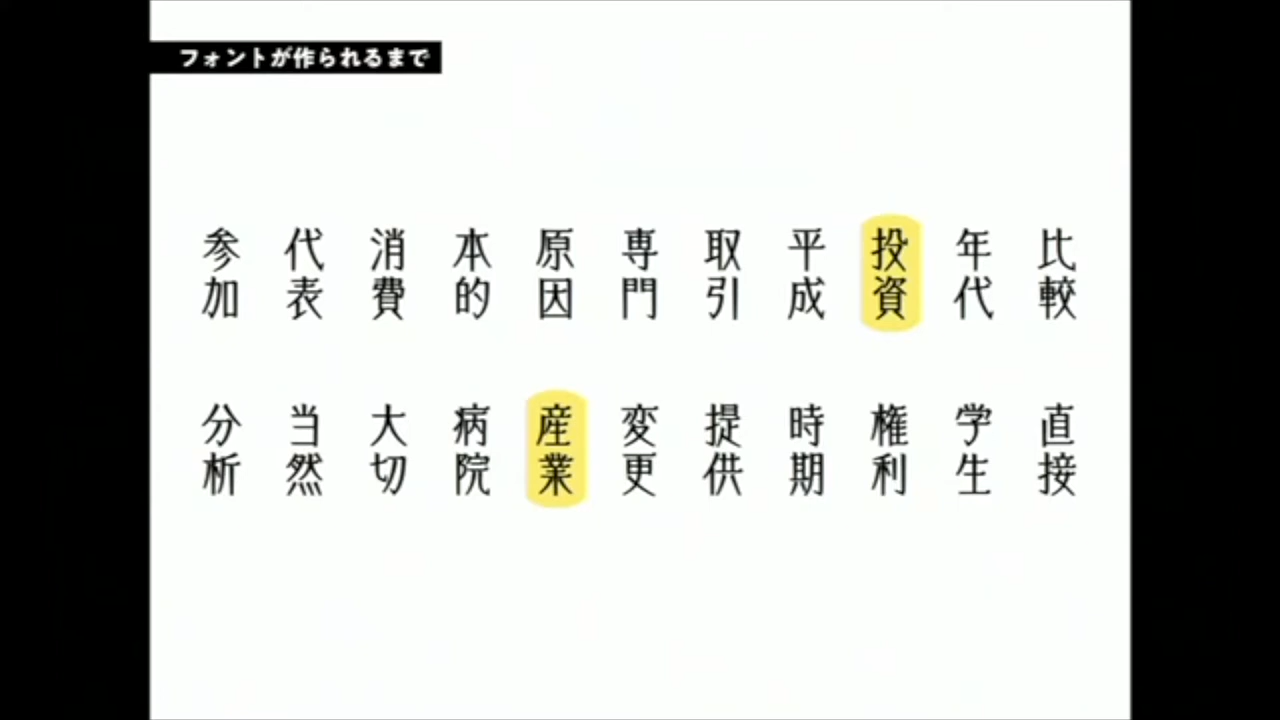 フォントが作られるまで
比較
年代
投資
平成
取引
専門
原因
本的
消費
代表
参加
直接
学生
権利
時期
提供
変更
産業
病院
大切
当然
分析